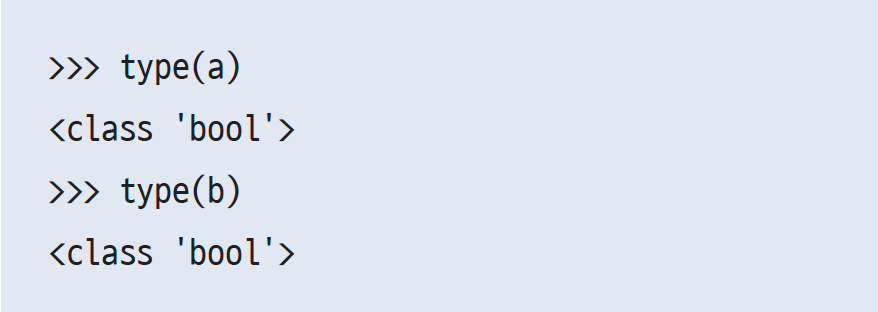 >>> type(a)
<class 'bool'>
>>> type(b)
<class 'bool'>